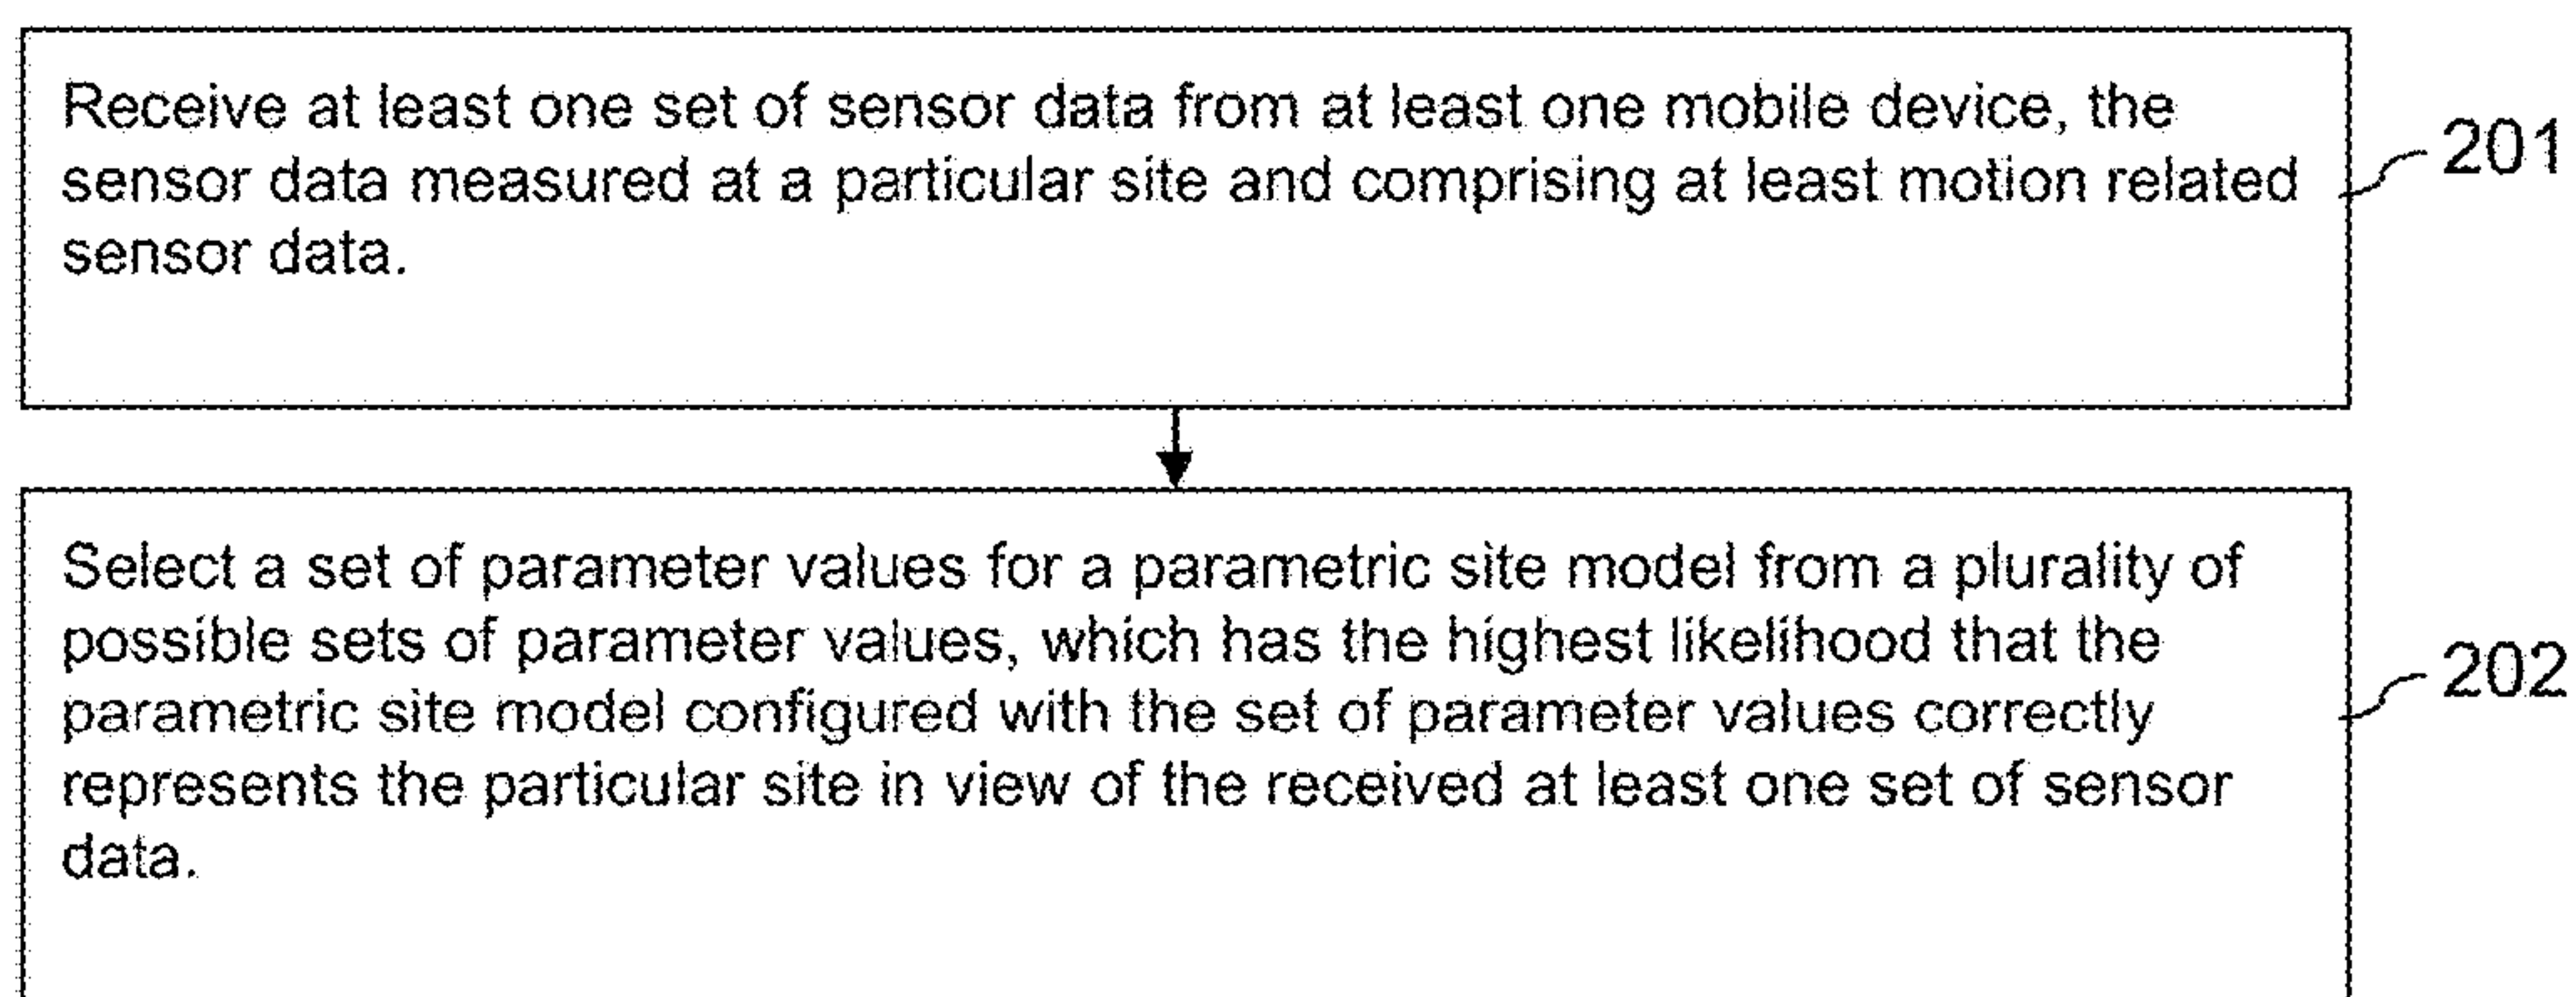 Receive at least one set of sensor data from at least one mobile device, the
sensor data measured at a particular site and comprising at least motion related
sensor data.
201
Select a set of parameter values for a parametric site model from a plurality of
possible sets of parameter values, which has the highest likelihood that the
parametric site model configured with the set of parameter values correctly
represents the particular site in view of the received at least one set of sensor
data.
202